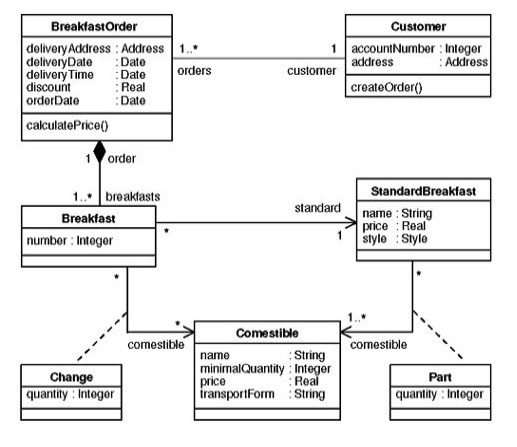 BreakfastOrder
deliveryAddress : Address
deliveryDate : Date
deliveryTime : Date
discount : Real
orderDate : Date
calculatePrice()
1..*
orders
1
customer
Customer
accountNumber : Integer
address : Address
createOrder()
1
order
1..*
breakfasts
Breakfast
number : Integer
*
standard
1
StandardBreakfast
name : String
price : Real
style : Style
*
*
comestible
*
1..*
comestible
Comestible
name : String
minimalQuantity : Integer
price : Real
transportForm : String
Change
quantity : Integer
Part
quantity : Integer